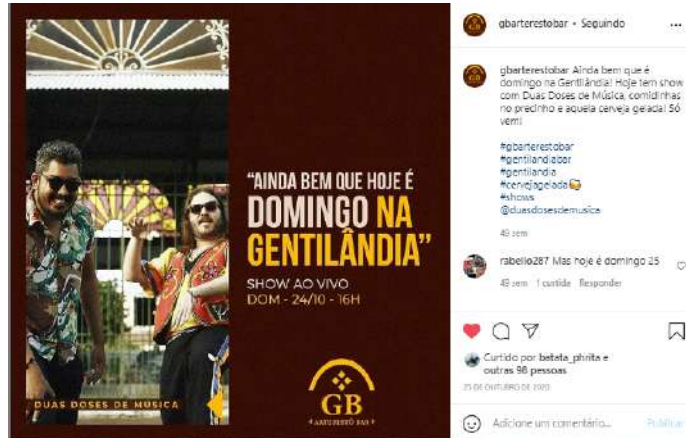 gbarterestobar • Seguindo
gbarterestobar Ainda bem que é
domingo na Gentilândia! Hoje tem show
com Duas Doses de Música, comidinhas
no precinho e aquela cerveja gelada! Só
vem!
#gbarterestobar
#gentilandiabar
#gentilandia
#cervejagelada🍻
#shows
@duasdosesdemusica
49 sem
rabello287 Mas hoje é domingo 25
49 sem 1 curtida Responder
Curtido por batata_phrita e
outras 98 pessoas
25 DE OUTUBRO DE 2020
Adicione um comentário...
Publicar
“AINDA BEM QUE HOJE É
DOMINGO NA
GENTILÂNDIA”
SHOW AO VIVO
DOM - 24/10 - 16H
DUAS DOSES DE MÚSICA
GB
ARTE RESTÔ BAR